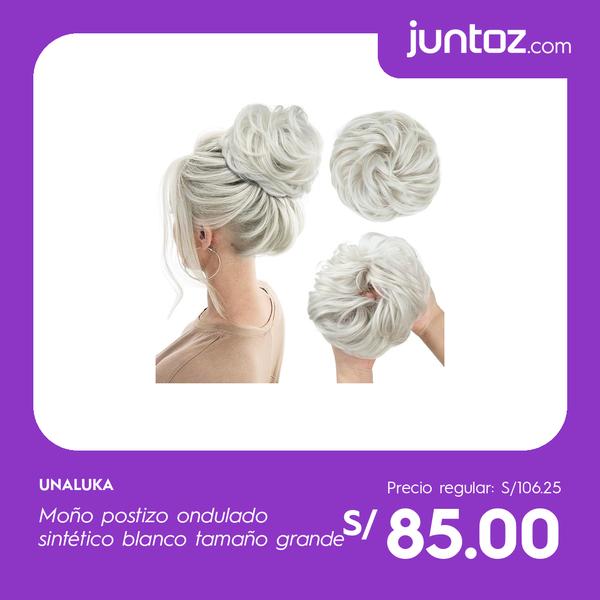 juntoz.com
UNALUKA
Moño postizo ondulado
sintético blanco tamaño grande
Precio regular: S/106.25
S/ 85.00